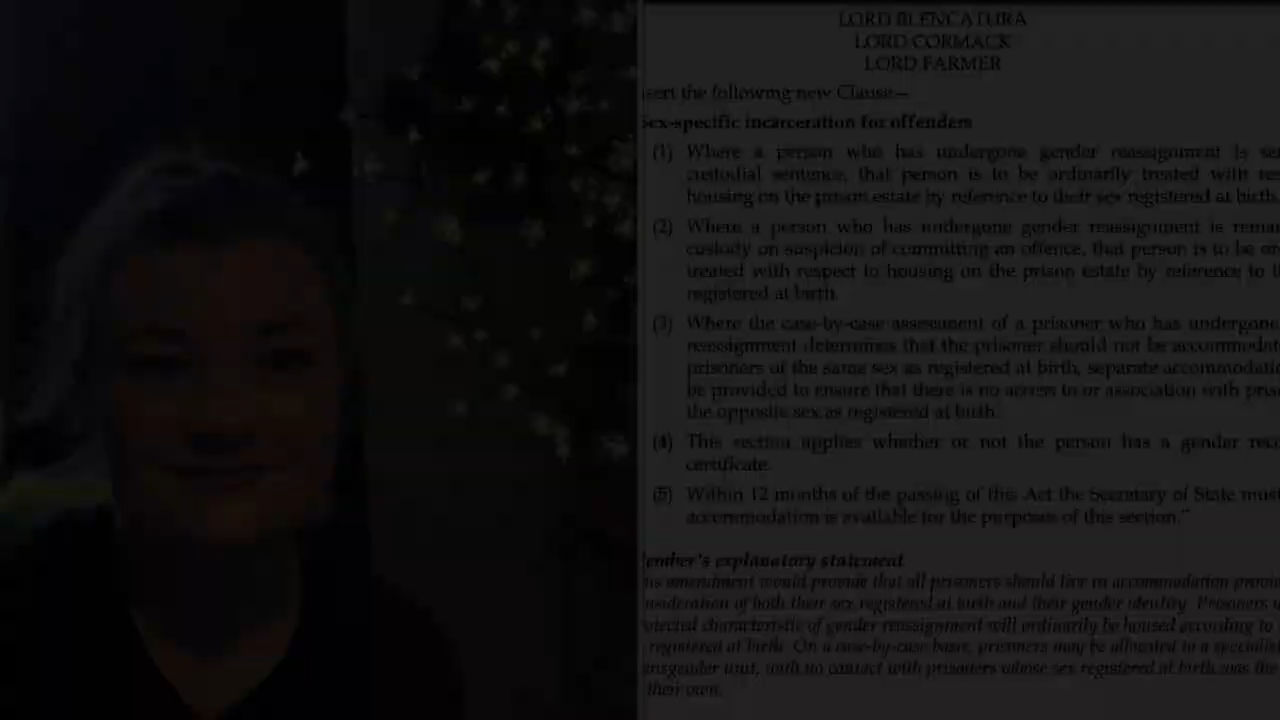 LORD BLENCATURA
LORD CORMACK
LORD FARMER
the following new Clause—
Sex-specific incarceration for offenders
(1) Where a person who has undergone gender reassignment is
custodial sentence, that person is to be ordinarily treated with
housing on the prison estate by reference to their sex registered at birth.
(2) Where a person who has undergone gender reassignment is
custody on suspicion of committing an offence, that person is to be
treated with respect to housing on the prison estate by reference to
registered at birth.
(3) Where the case-by-case assessment of a prisoner who has undergone
reassignment determines that the prisoner should not be
prisoners of the same sex as registered at birth, separate
be provided to ensure that there is no access to or association with
the opposite sex as registered at birth.
(4) This section applies whether or not the person has a gender
certificate.
(5) Within 12 months of the passing of this Act the Secretary of State must
accommodation is available for the purposes of this section."
explanatory statement
amendment would provide that all prisoners should live in accommodation
of both their sex registered at birth and their gender identity. Prisoners
characteristic of gender reassignment will ordinarily be housed according to
registered at birth. On a case-by-case basis, prisoners may be allocated to a
unit, with no contact with prisoners whose sex registered at birth was
their own.